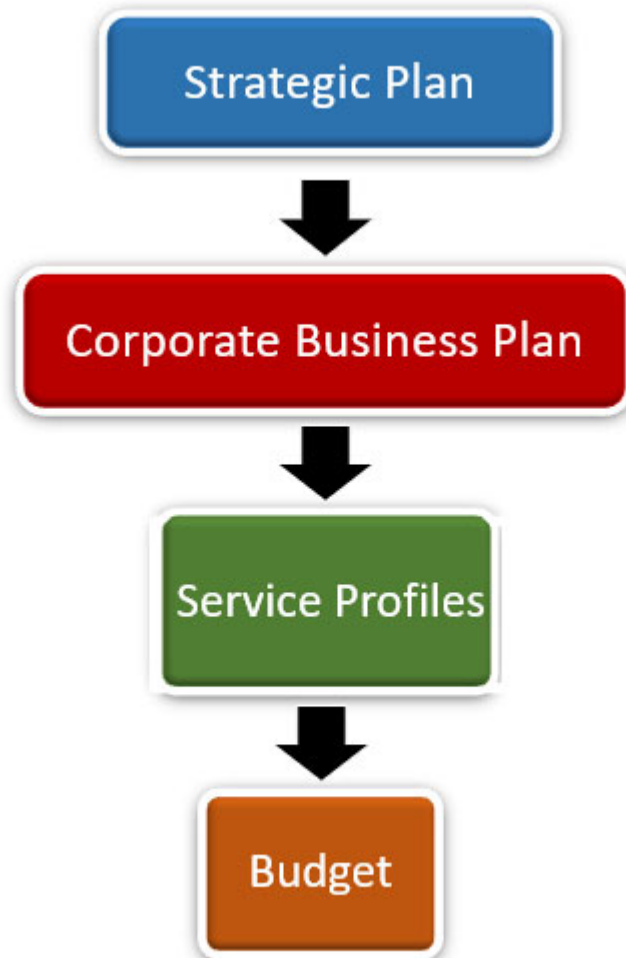 Strategic Plan
Corporate Business Plan
Service Profiles
Budget